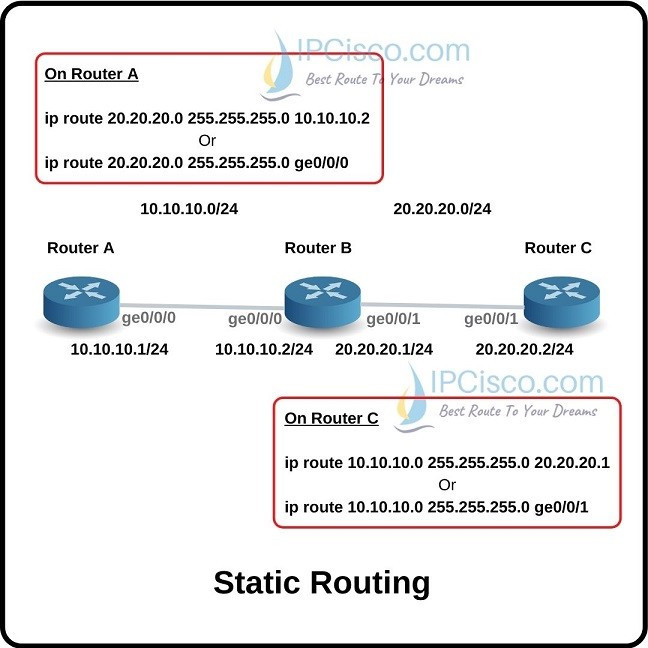 IPCisco.com
Best Route To Your Dreams
On Router A
ip route 20.20.20.0 255.255.255.0 10.10.10.2
Or
ip route 20.20.20.0 255.255.255.0 ge0/0/0
10.10.10.0/24 20.20.20.0/24
Router A Router B Router C
ge0/0/0 ge0/0/0 ge0/0/1 ge0/0/1
10.10.10.1/24 10.10.10.2/24 20.20.20.1/24 20.20.20.2/24
IPCisco.com
Best Route To Your Dreams
On Router C
ip route 10.10.10.0 255.255.255.0 20.20.20.1
Or
ip route 10.10.10.0 255.255.255.0 ge0/0/1
Static Routing